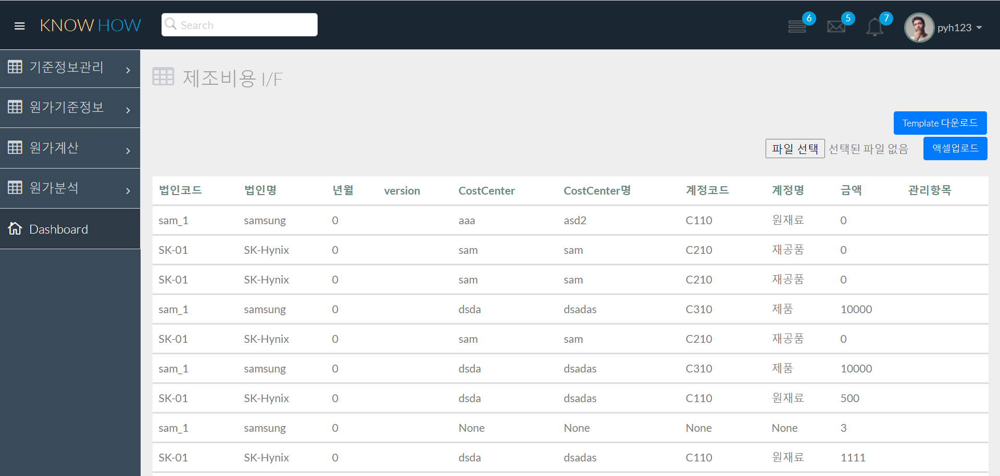 KNOW HOW
Search
6
5
7
pyh123
기준정보관리
원가기준정보
원가계산
원가분석
Dashboard
제조비용 I/F
Template 다운로드
파일 선택 선택된 파일 없음
액셀업로드
법인코드 법인명 년월 version CostCenter CostCenter명 계정코드 계정명 금액 관리항목
sam_1 samsung 0 aaa asd2 C110 원재료 0
SK-01 SK-Hynix 0 sam sam C210 재공품 0
SK-01 SK-Hynix 0 sam sam C210 재공품 0
sam_1 samsung 0 dsda dsadas C310 제품 10000
SK-01 SK-Hynix 0 sam sam C210 재공품 0
sam_1 samsung 0 dsda dsadas C310 제품 10000
SK-01 SK-Hynix 0 dsda dsadas C110 원재료 500
sam_1 samsung 0 None None None None 3
SK-01 SK-Hynix 0 dsda dsadas C110 원재료 1111